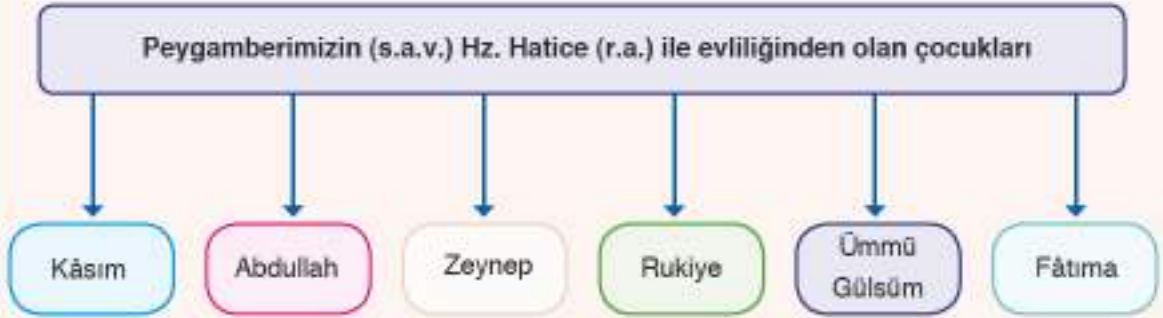 Peygamberimizin (s.a.v.) Hz. Hatice (r.a.) ile evliliğinden olan çocukları
Kâsım
Abdullah
Zeynep
Rukiye
Ümmü
Gülsüm
Fâtıma